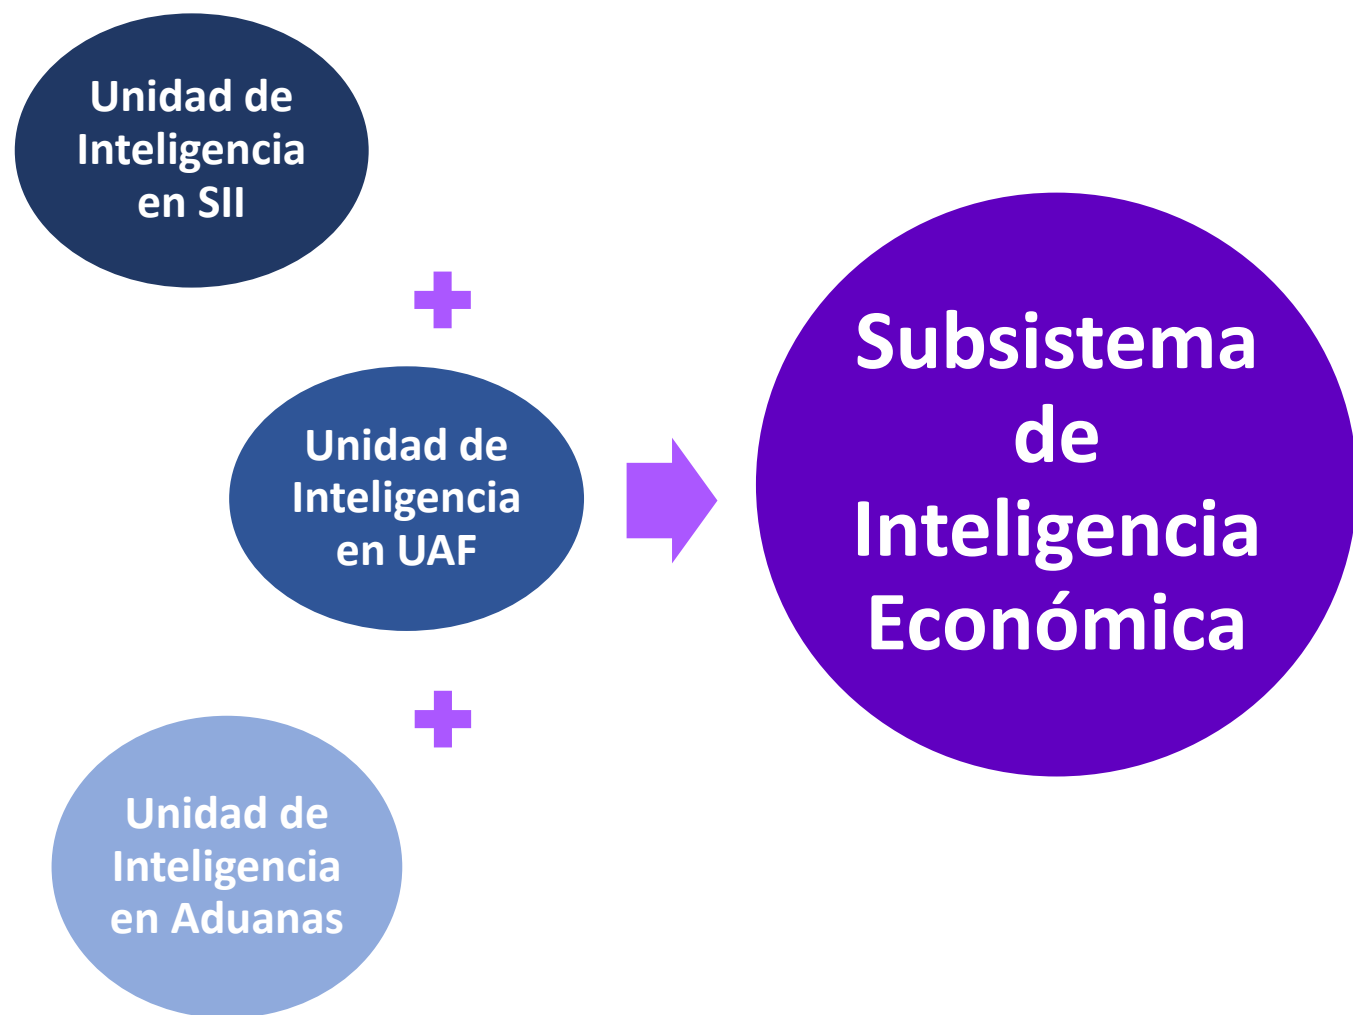 Unidad de
Inteligencia
en SII
Unidad de
Inteligencia
en UAF
Unidad de
Inteligencia
en Aduanas
Subsistema
de
Inteligencia
Económica